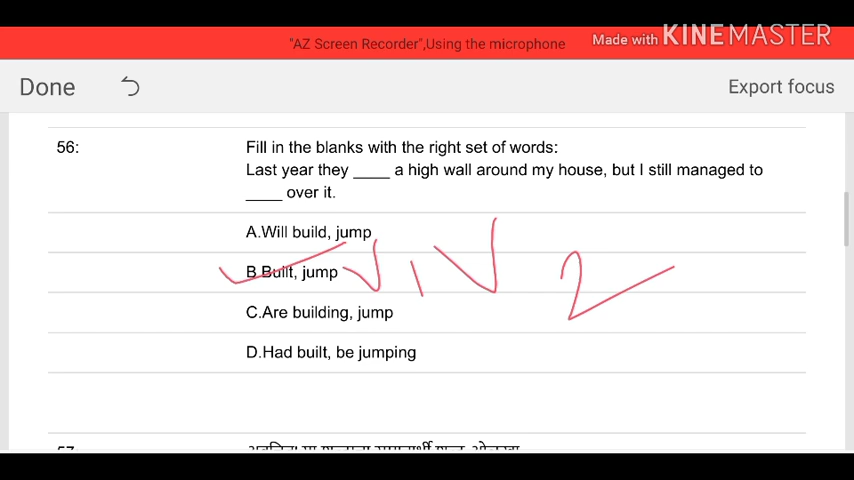 "AZ Screen Recorder",Using the microphone
Made with KINEMASTER
Done
Export focus
56:
Fill in the blanks with the right set of words:
Last year they ____ a high wall around my house, but I still managed to
____ over it.
A.Will build, jump
B.Built, jump
V1 V2
C.Are building, jump
D.Had built, be jumping